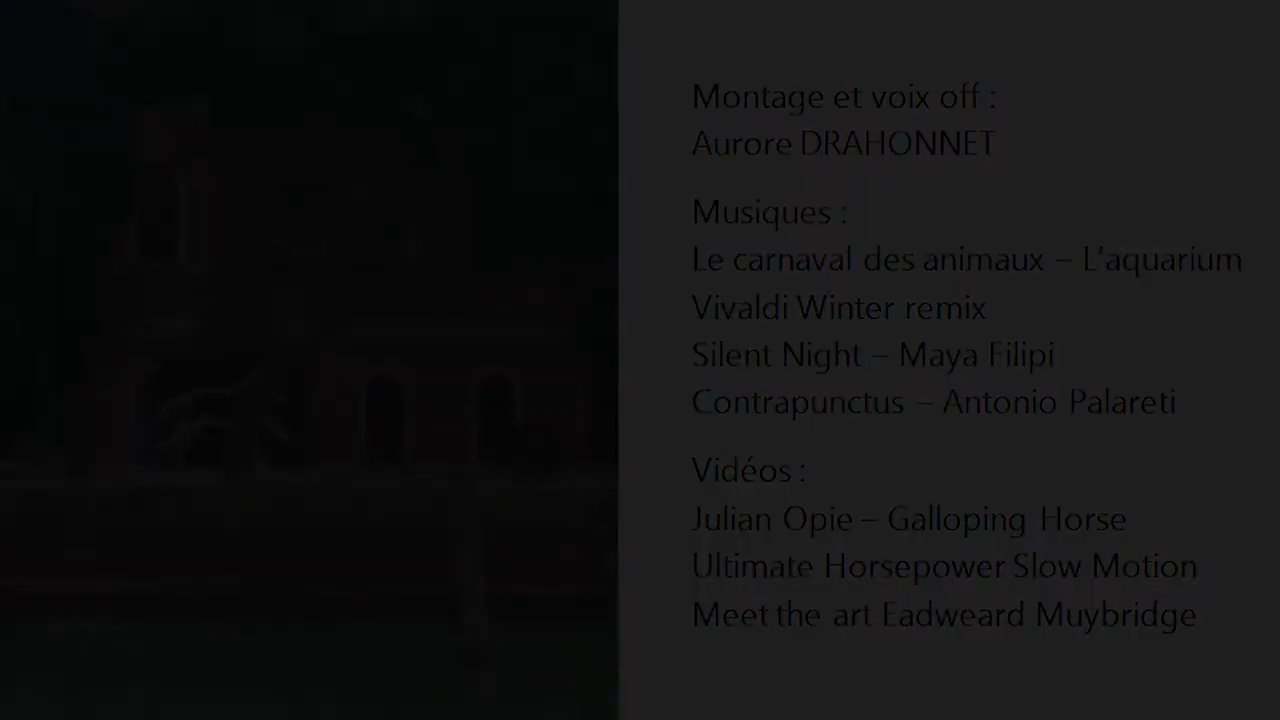 Montage et voix off :
Aurore DRAHONNET
Musiques :
Le carnaval des animaux – L'aquarium
Vivaldi Winter remix
Silent Night – Maya Filipi
Contrapunctus – Antonio Palareti
Vidéos :
Julian Opie – Galloping Horse
Ultimate Horsepower Slow Motion
Meet the art Eadweard Muybridge